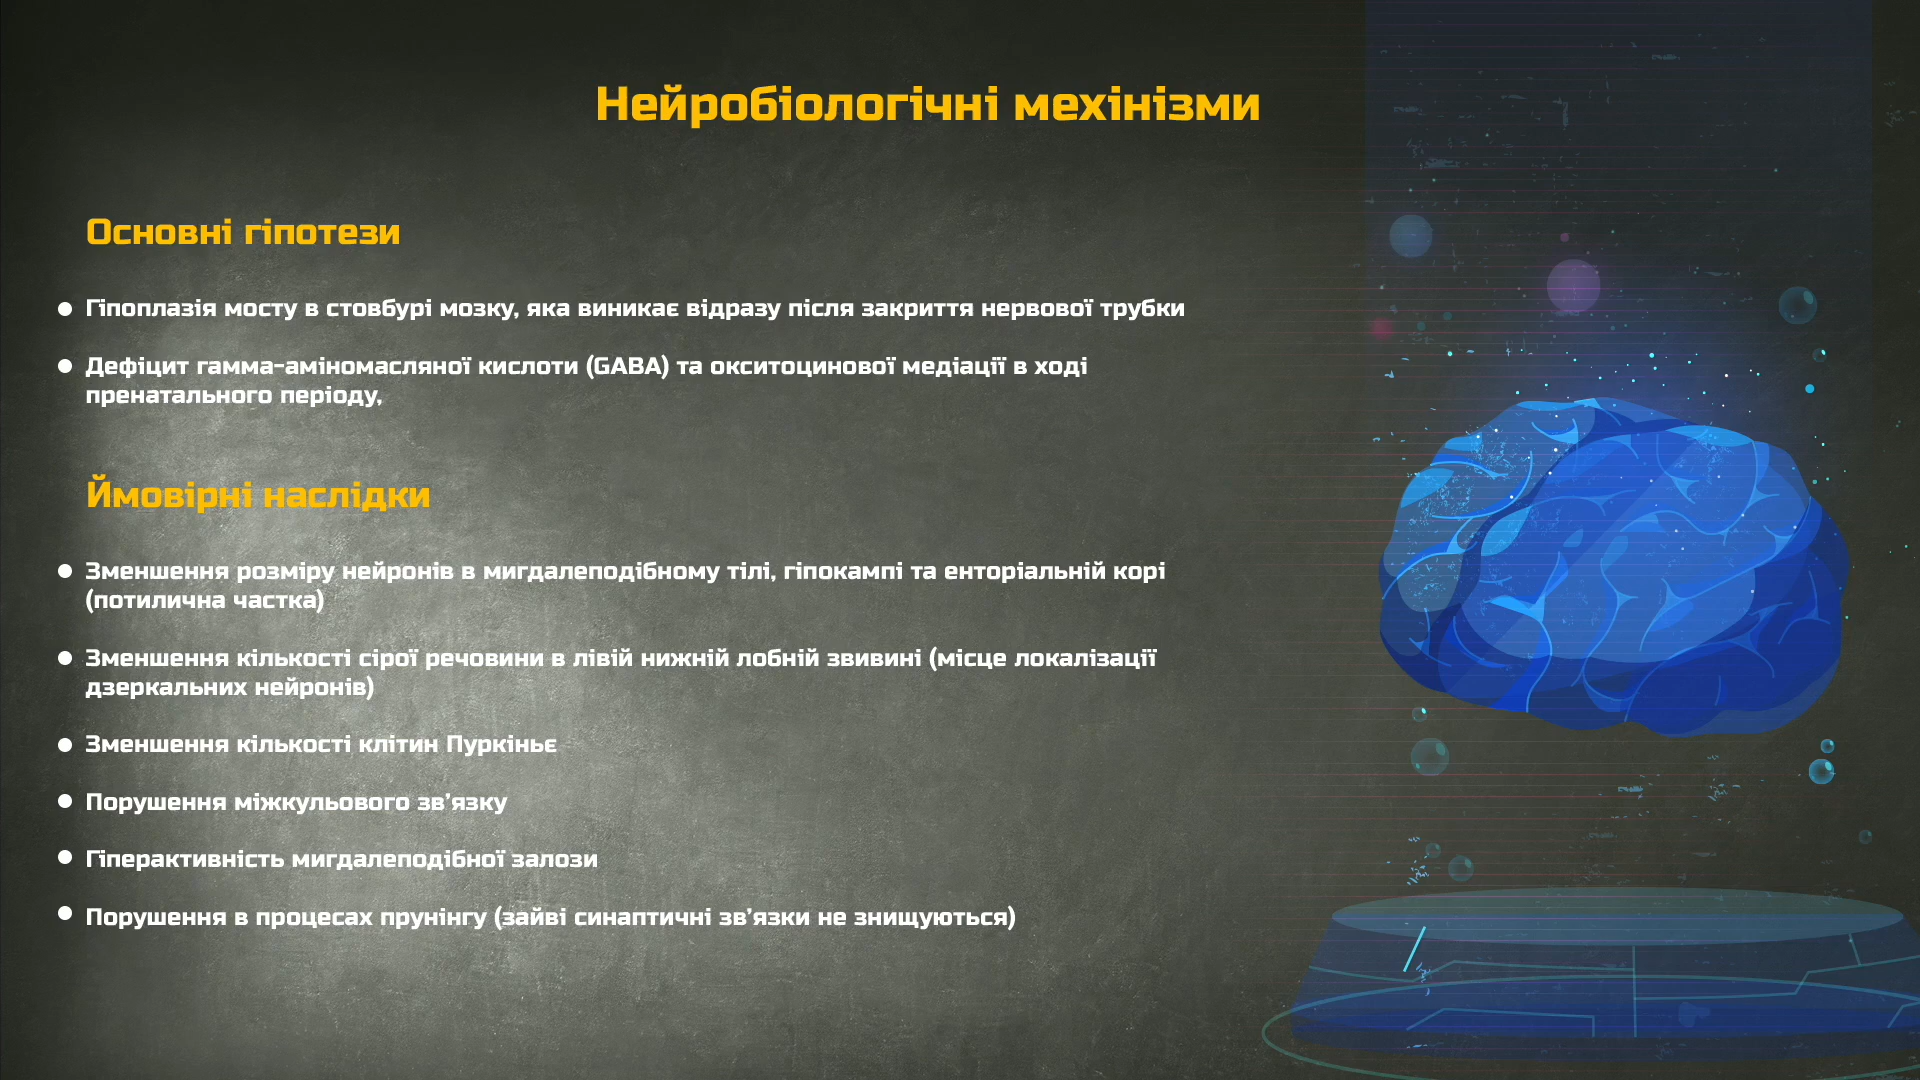 Нейробіологічні мехінізми
Основні гіпотези
Гіпоплазія мосту в стовбурі мозку, яка виникає відразу після закриття нервової трубки
Дефіцит гамма-аміномасляної кислоти (GABA) та окситоцинової медіації в ході
пренатального періоду,
Ймовірні наслідки
Зменшення розміру нейронів в мигдалеподібному тілі, гіпокампі та енторіальній корі
(потилична частка)
Зменшення кількості сірої речовини в лівій нижній лобній звивині (місце локалізації
дзеркальних нейронів)
Зменшення кількості клітин Пуркіньє
Порушення міжкульового зв’язку
Гіперактивність мигдалеподібної залози
Порушення в процесах прунінгу (зайві синаптичні зв’язки не знищуються)